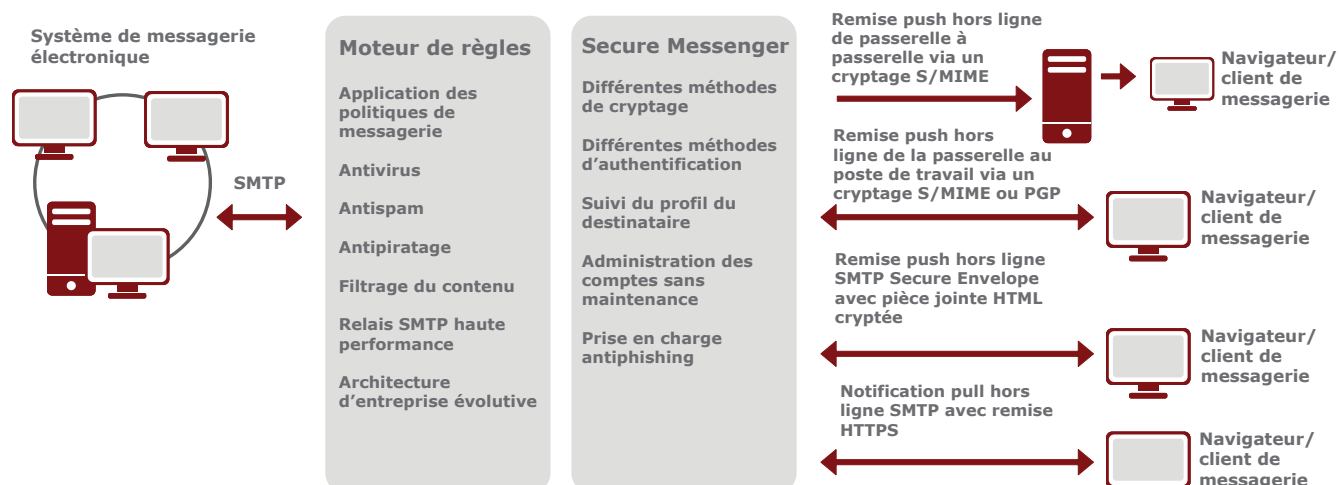 Système de messagerie
électronique
SMTP
Moteur de règles
Application des
politiques de
messagerie
Antivirus
Antispam
Antipiratage
Filtrage du contenu
Relais SMTP haute
performance
Architecture
d’entreprise évolutive
Secure Messenger
Différentes méthodes
de cryptage
Différentes méthodes
d’authentification
Suivi du profil du
destinataire
Administration des
comptes sans
maintenance
Prise en charge
antiphishing
Remise push hors ligne
de passerelle à
passerelle via un
cryptage S/MIME
Navigateur/
client de
messagerie
Remise push hors
ligne de la passerelle au
poste de travail via un
cryptage S/MIME ou PGP
Navigateur/
client de
messagerie
Remise push hors ligne
SMTP Secure Envelope
avec pièce jointe HTML
cryptée
Navigateur/
client de
messagerie
Notification pull hors
ligne SMTP avec remise
HTTPS
Navigateur/
client de
messagerie